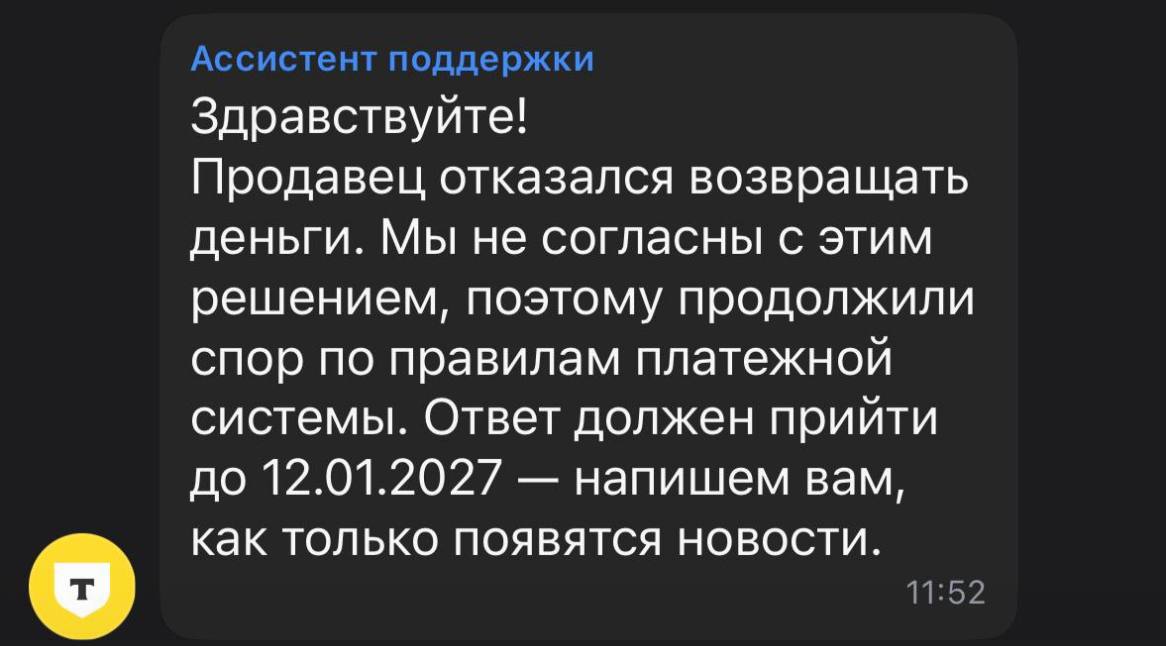 Ассистент поддержки
Здравствуйте!
Продавец отказался возвращать
деньги. Мы не согласны с этим
решением, поэтому продолжили
спор по правилам платежной
системы. Ответ должен прийти
до 12.01.2027 — напишем вам,
как только появятся новости.
11:52
Т